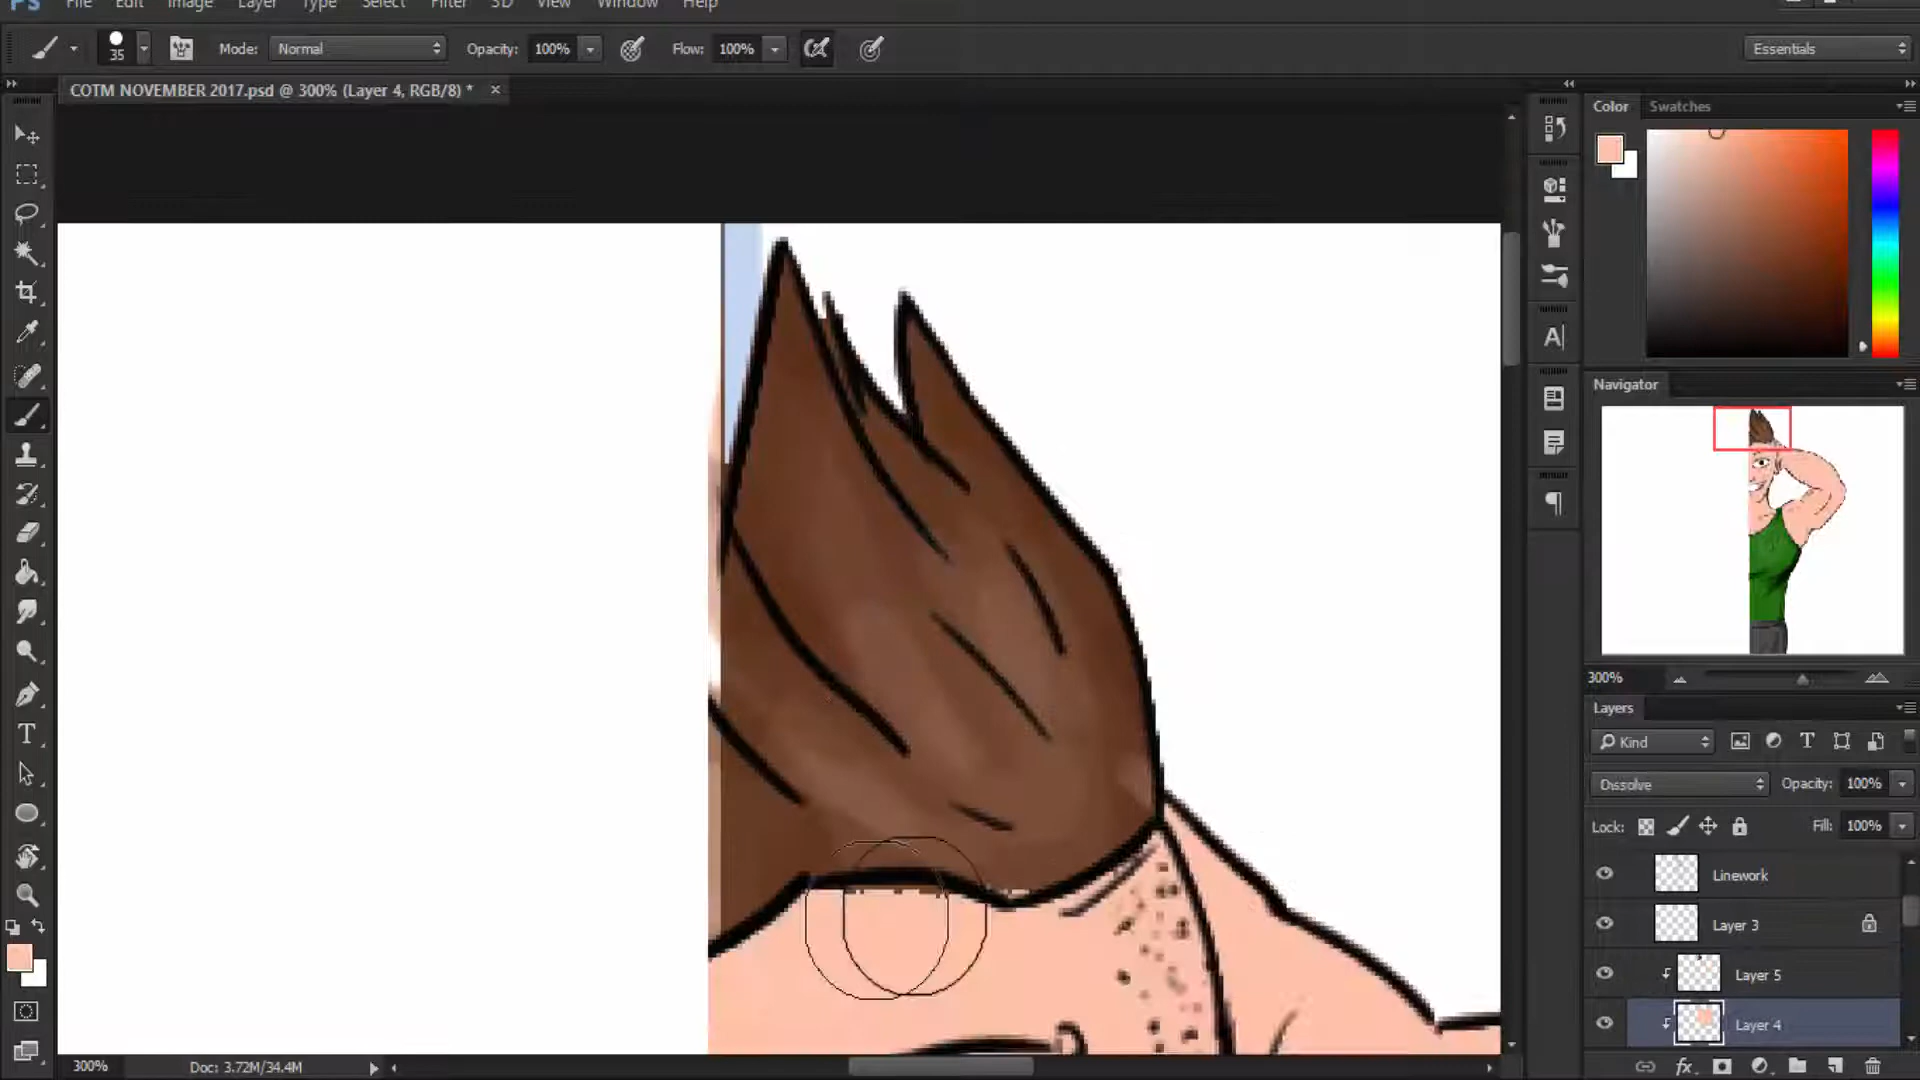 PS File Edit Image Layer Type Select Filter 3D View Window Help
35 Mode: Normal Opacity: 100% Flow: 100% Essentials
COTM NOVEMBER 2017.psd @ 300% (Layer 4, RGB/8) * ×
Color Swatches
Navigator
300%
Layers
Kind
Dissolve Opacity: 100%
Lock: Fill: 100%
Linework
Layer 3
Layer 5
Layer 4
300% Doc: 3.72M/34.4M